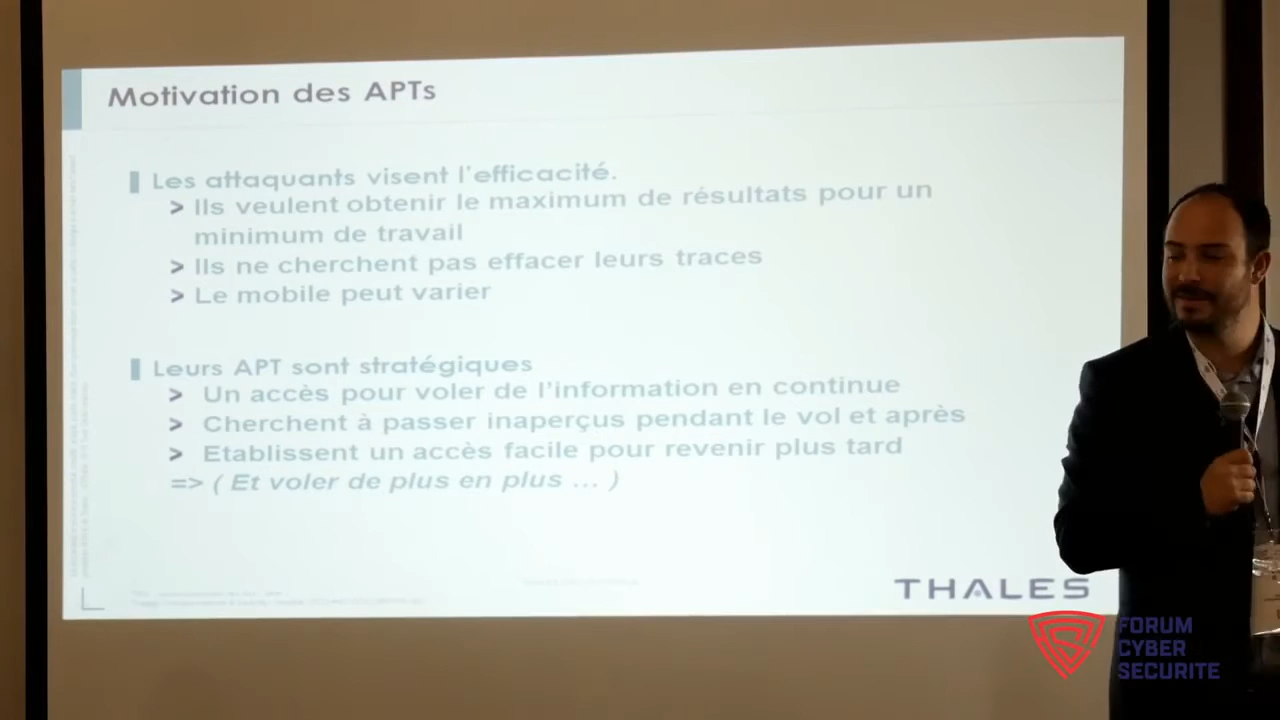 Motivation des APTs
Les attaquants visent l'efficacité.
> Ils veulent obtenir le maximum de résultats pour un
minimum de travail
> Ils ne cherchent pas effacer leurs traces
> Le mobile peut varier
Leurs APT sont stratégiques
> Un accès pour voler de l'information en continue
> Cherchent à passer inaperçus pendant le vol et après
> Etablissent un accès facile pour revenir plus tard
=> ( Et voler de plus en plus ... )
THALES
FORUM
CYBER
SECURITE